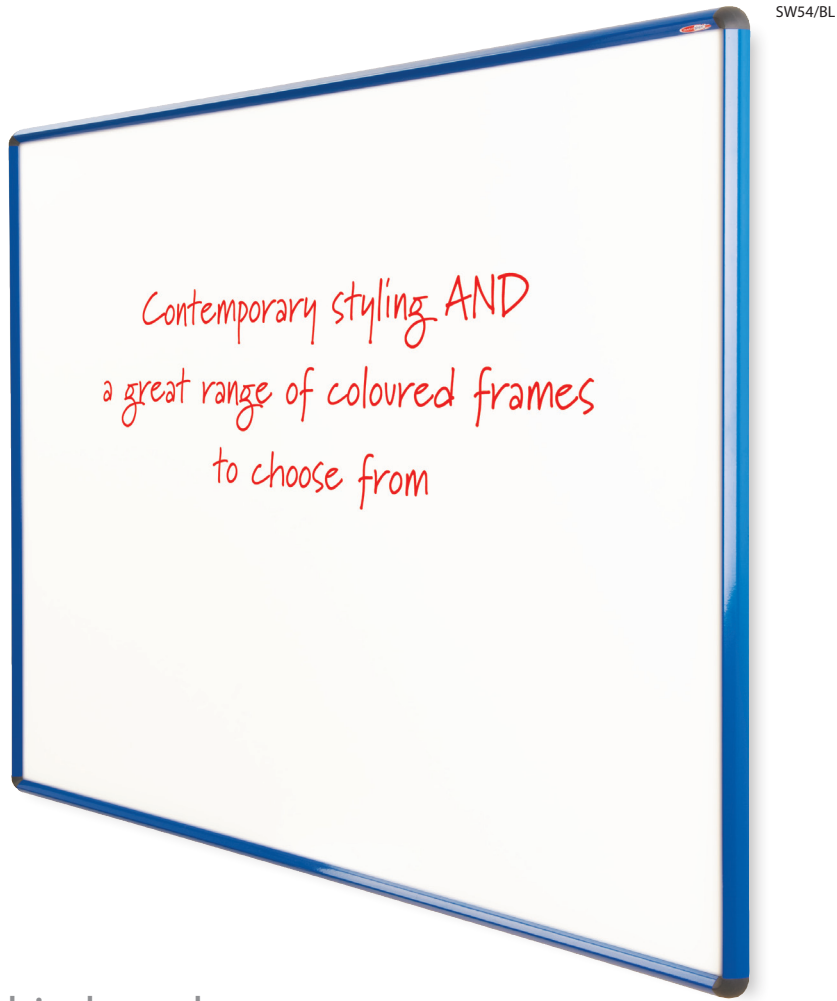 SW54/BL
Contemporary styling AND
a great range of coloured frames
to choose from